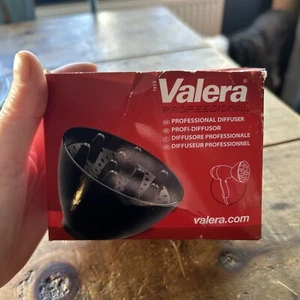 Valera
PROFESSIONAL
PROFESSIONAL DIFFUSER
PROFI-DIFFUSOR
DIFFUSORE PROFESSIONALE
DIFFUSEUR PROFESSIONNEL
valera.com